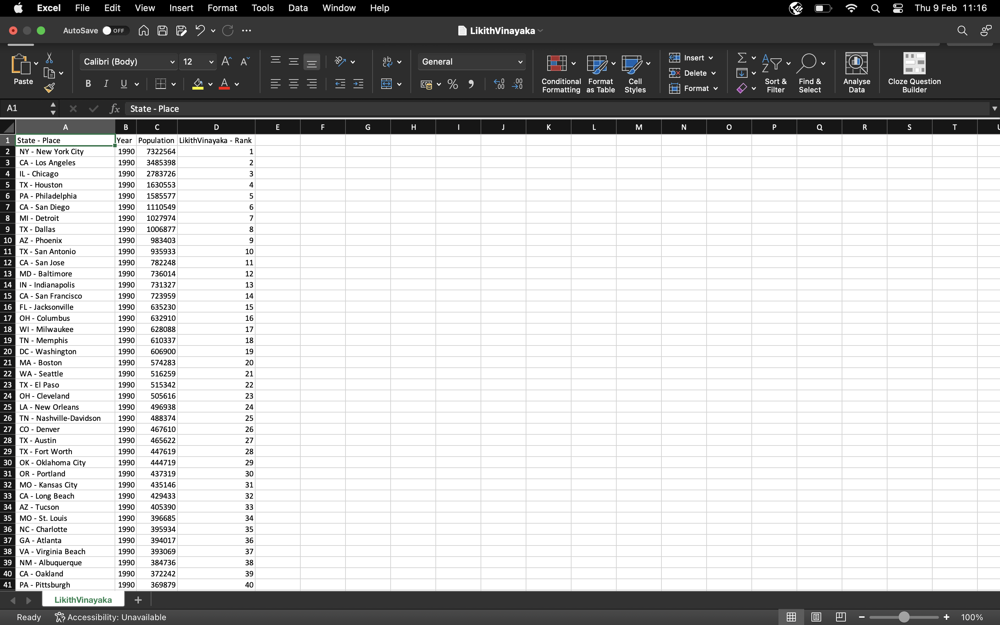 Excel File Edit View Insert Format Tools Data Window Help Thu 9 Feb 11:16
AutoSave OFF LikithVinayaka
Paste Calibri (Body) 12 A A ab c General Insert Σ A Z
Delete
B I U A % .00 .00 Format
Conditional Formatting Format as Table Cell Styles Sort & Filter Find & Select Analyse Data Cloze Question Builder
A1 fx State - Place
A B C D E F G H I J K L M N O P Q R S T
1 State - Place Year Population LikithVinayaka - Rank
2 NY - New York City 1990 7322564 1
3 CA - Los Angeles 1990 3485398 2
4 IL - Chicago 1990 2783726 3
5 TX - Houston 1990 1630553 4
6 PA - Philadelphia 1990 1585577 5
7 CA - San Diego 1990 1110549 6
8 MI - Detroit 1990 1027974 7
9 TX - Dallas 1990 1006877 8
10 AZ - Phoenix 1990 983403 9
11 TX - San Antonio 1990 935933 10
12 CA - San Jose 1990 782248 11
13 MD - Baltimore 1990 736014 12
14 IN - Indianapolis 1990 731327 13
15 CA - San Francisco 1990 723959 14
16 FL - Jacksonville 1990 635230 15
17 OH - Columbus 1990 632910 16
18 WI - Milwaukee 1990 628088 17
19 TN - Memphis 1990 610337 18
20 DC - Washington 1990 606900 19
21 MA - Boston 1990 574283 20
22 WA - Seattle 1990 516259 21
23 TX - El Paso 1990 515342 22
24 OH - Cleveland 1990 505616 23
25 LA - New Orleans 1990 496938 24
26 TN - Nashville-Davidson 1990 488374 25
27 CO - Denver 1990 467610 26
28 TX - Austin 1990 465622 27
29 TX - Fort Worth 1990 447619 28
30 OK - Oklahoma City 1990 444719 29
31 OR - Portland 1990 437319 30
32 MO - Kansas City 1990 435146 31
33 CA - Long Beach 1990 429433 32
34 AZ - Tucson 1990 405390 33
35 MO - St. Louis 1990 396685 34
36 NC - Charlotte 1990 395934 35
37 GA - Atlanta 1990 394017 36
38 VA - Virginia Beach 1990 393069 37
39 NM - Albuquerque 1990 384736 38
40 CA - Oakland 1990 372242 39
41 PA - Pittsburgh 1990 369879 40
LikithVinayaka +
Ready Accessibility: Unavailable 100%